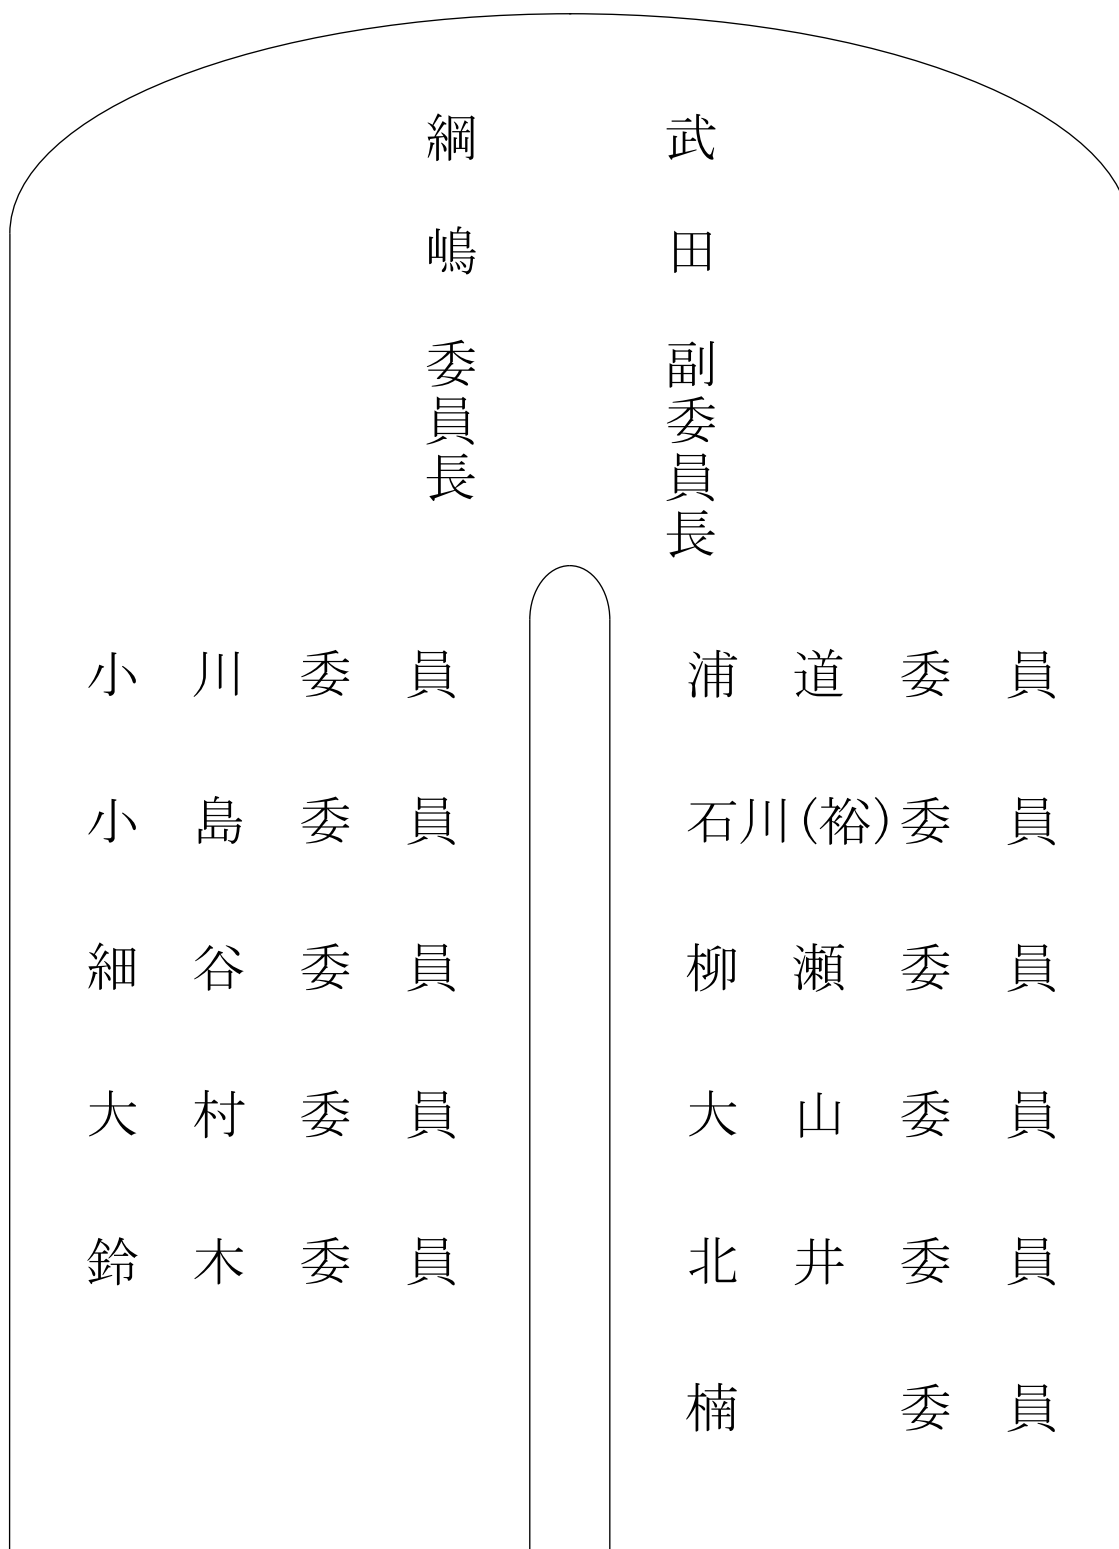 武田副委員長
綱嶋委員長
小川委員 浦道委員
小島委員 石川(裕)委員
細谷委員 柳瀬委員
大村委員 大山委員
鈴木委員 北井委員
楠委員